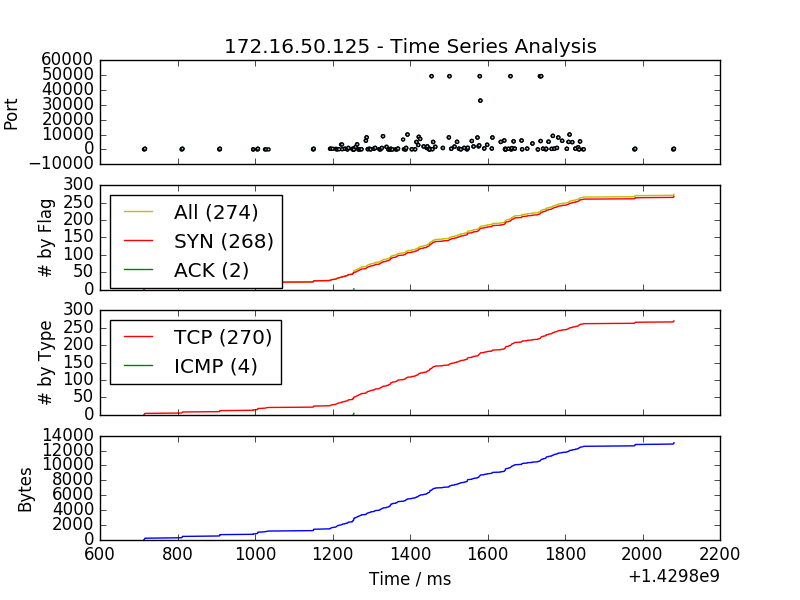 172.16.50.125 - Time Series Analysis
60000
50000
40000
30000
20000
10000
0
−10000
Port
300
250
200
150
100
50
0
# by Flag
All (274)
SYN (268)
ACK (2)
300
250
200
150
100
50
0
# by Type
TCP (270)
ICMP (4)
14000
12000
10000
8000
6000
4000
2000
0
Bytes
600 800 1000 1200 1400 1600 1800 2000 2200
Time / ms
+1.4298e9